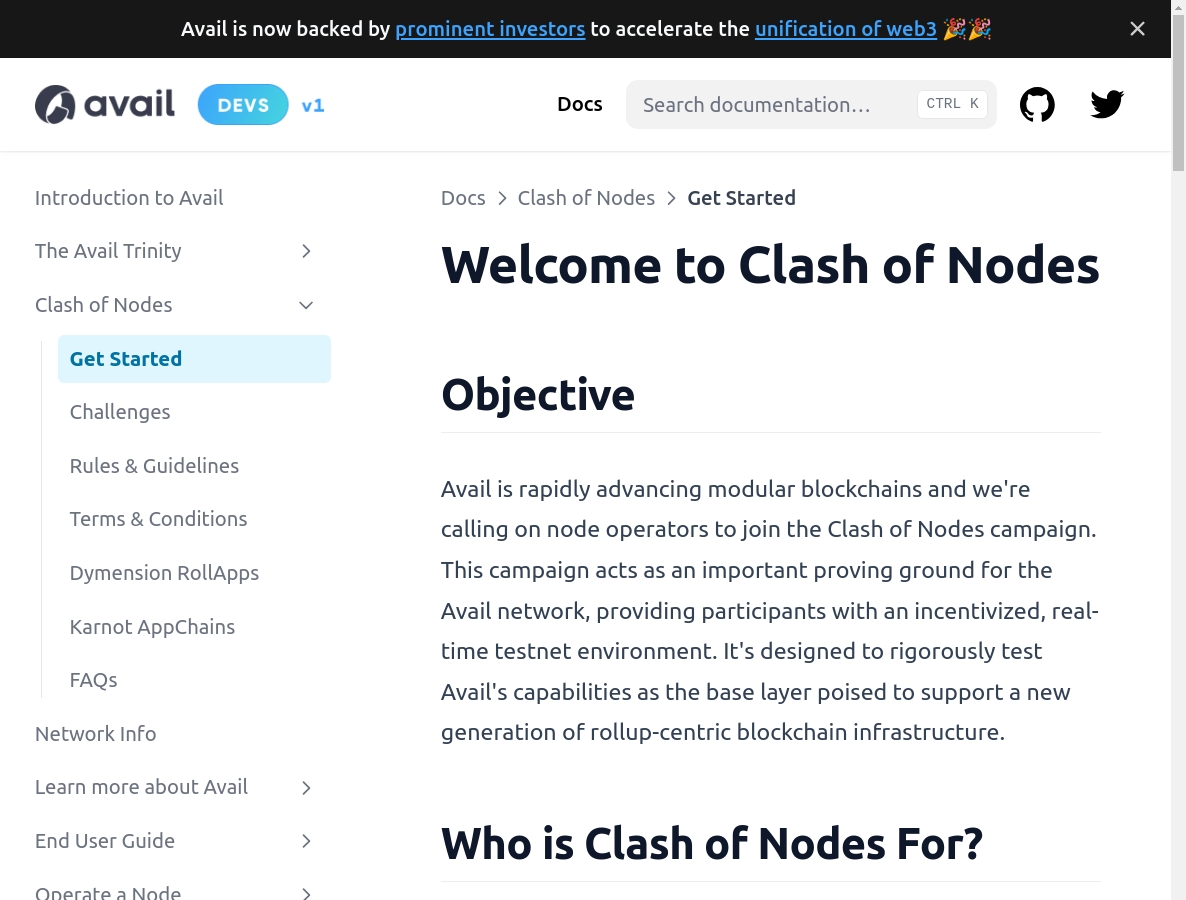 Avail is now backed by prominent investors to accelerate the unification of web3 🎉🎉
avail DEVS v1
Docs
Search documentation…
CTRL K
Introduction to Avail
The Avail Trinity
Clash of Nodes
Get Started
Challenges
Rules & Guidelines
Terms & Conditions
Dymension RollApps
Karnot AppChains
FAQs
Network Info
Learn more about Avail
End User Guide
Operate a Node
Docs > Clash of Nodes > Get Started
Welcome to Clash of Nodes
Objective
Avail is rapidly advancing modular blockchains and we're
calling on node operators to join the Clash of Nodes campaign.
This campaign acts as an important proving ground for the
Avail network, providing participants with an incentivized, real-
time testnet environment. It's designed to rigorously test
Avail's capabilities as the base layer poised to support a new
generation of rollup-centric blockchain infrastructure.
Who is Clash of Nodes For?